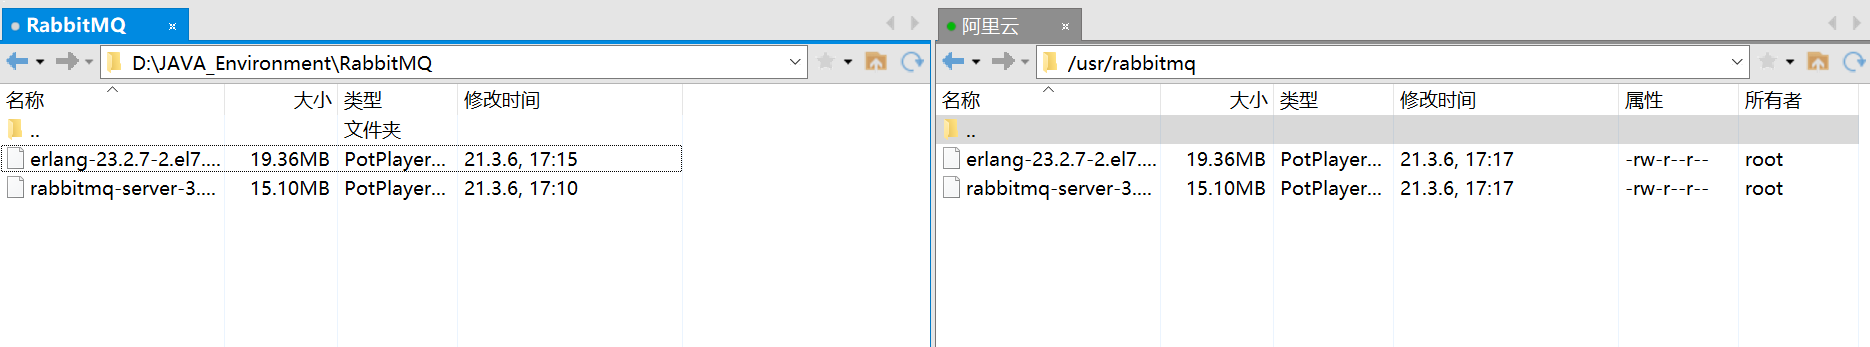 RabbitMQ
D:\JAVA_Environment\RabbitMQ
名称 大小 类型 修改时间
.. 文件夹
erlang-23.2.7-2.el7.... 19.36MB PotPlayer... 21.3.6, 17:15
rabbitmq-server-3.... 15.10MB PotPlayer... 21.3.6, 17:10
阿里云
/usr/rabbitmq
名称 大小 类型 修改时间 属性 所有者
..
erlang-23.2.7-2.el7.... 19.36MB PotPlayer... 21.3.6, 17:17 -rw-r--r-- root
rabbitmq-server-3.... 15.10MB PotPlayer... 21.3.6, 17:17 -rw-r--r-- root